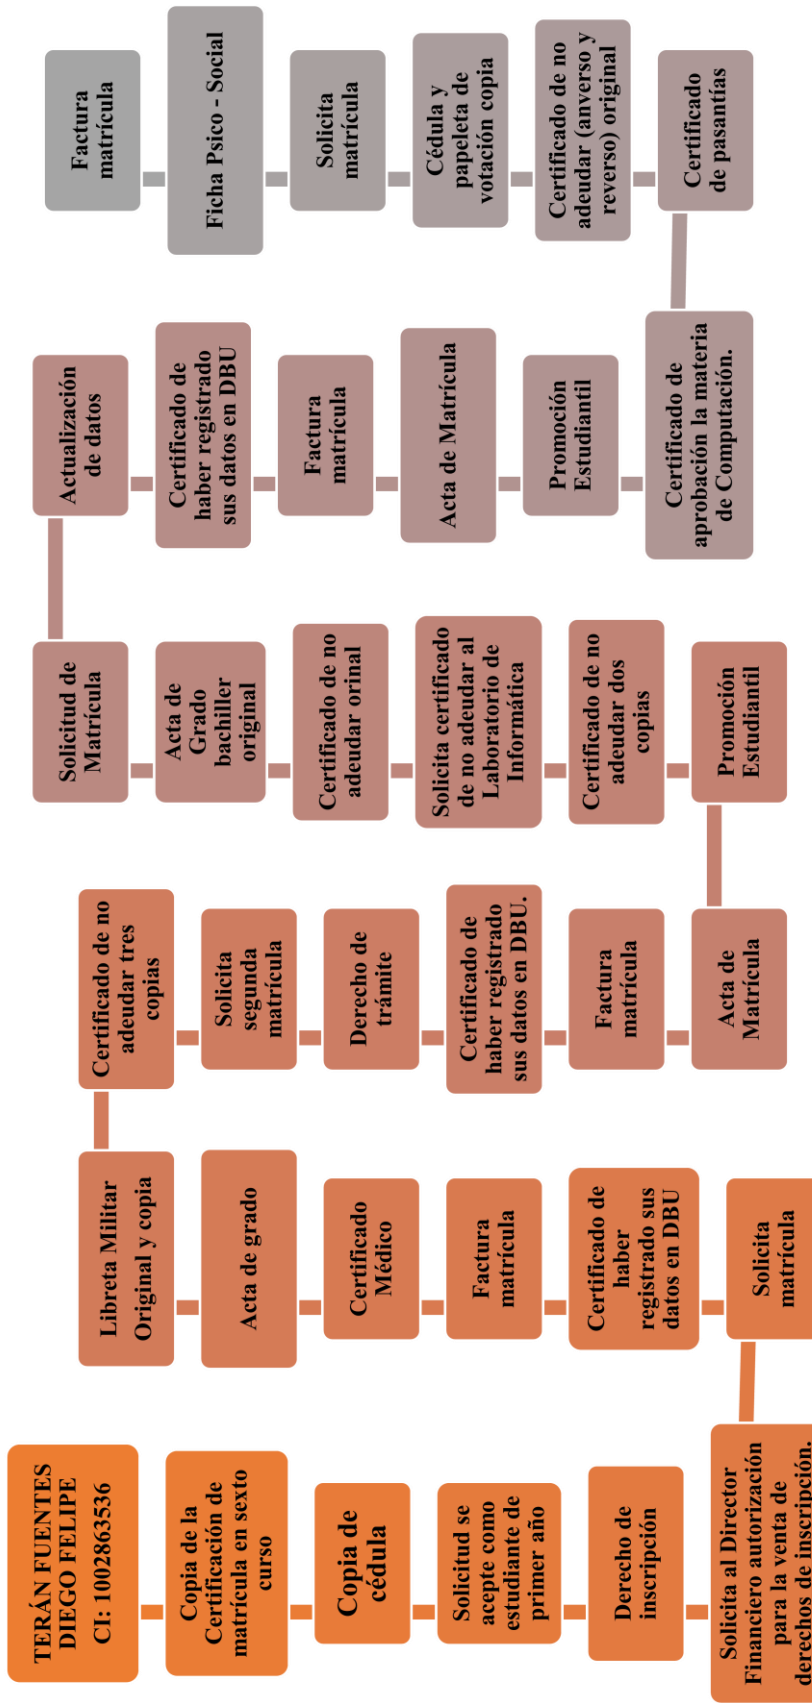 TERÁN FUENTES
DIEGO FELIPE
CI: 1002863536
Copia de la
Certificación de
matrícula en sexto
curso
Copia de
cédula
Solicitud se
acepte como
estudiante de
primer año
Derecho de
inscripción
Solicita al Director
Financiero autorización
para la venta de
derechos de inscripción.
Solicita
matrícula
Certificado de
haber
registrado sus
datos en DBU
Factura
matrícula
Certificado
Médico
Acta de grado
Libreta Militar
Original y copia
Certificado de no
adeudar tres
copias
Solicita
segunda
matrícula
Derecho de
trámite
Certificado de
haber registrado
sus datos en DBU.
Factura
matrícula
Acta de
Matrícula
Promoción
Estudiantil
Certificado de no
adeudar dos
copias
Solicita certificado
de no adeudar al
Laboratorio de
Informática
Certificado de no
adeudar orinal
Acta de
Grado
bachiller
original
Solicitud de
Matrícula
Actualización
de datos
Certificado de
haber registrado
sus datos en DBU
Factura
matrícula
Acta de Matrícula
Promoción
Estudiantil
Certificado de
aprobación la materia
de Computación.
Certificado
de pasantías
Certificado de no
adeudar (anverso y
reverso) original
Cédula y
papeleta de
votación copia
Solicita
matrícula
Ficha Psico - Social
Factura
matrícula